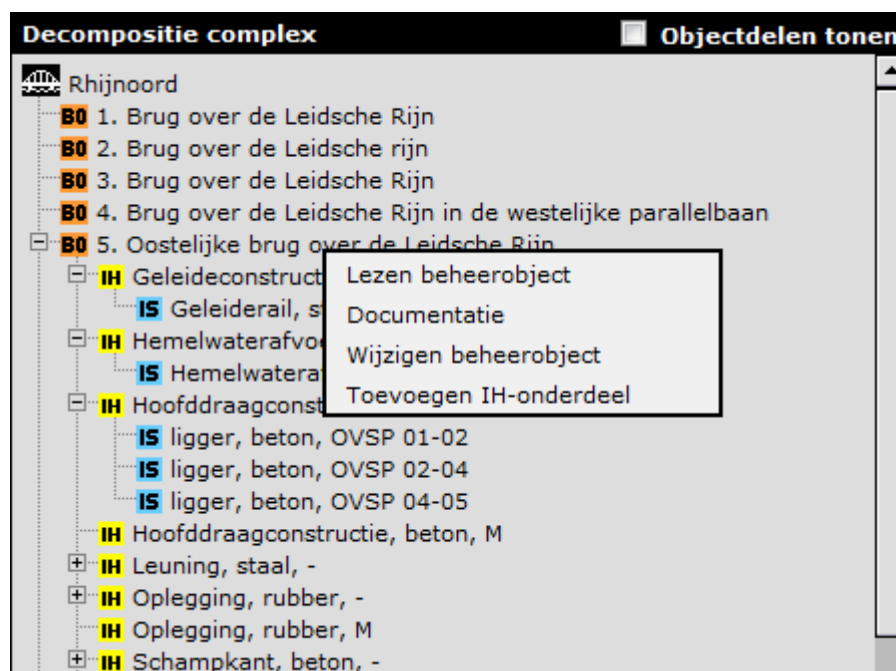 Decompositie complex Objectdelen tonen
Rhijnoord
BO 1. Brug over de Leidsche Rijn
BO 2. Brug over de Leidsche rijn
BO 3. Brug over de Leidsche Rijn
BO 4. Brug over de Leidsche Rijn in de westelijke parallelbaan
BO 5. Oostelijke brug over de Leidsche Rijn
IH Geleideconstruct
Lezen beheerobject
IS Geleiderail, s
Documentatie
IH Hemelwaterafvo
Wijzigen beheerobject
IS Hemelwatera
Toevoegen IH-onderdeel
IH Hoofddraagconst
IS ligger, beton, OVSP 01-02
IS ligger, beton, OVSP 02-04
IS ligger, beton, OVSP 04-05
IH Hoofddraagconstructie, beton, M
IH Leuning, staal, -
IH Oplegging, rubber, -
IH Oplegging, rubber, M
IH Schampkant, beton, -